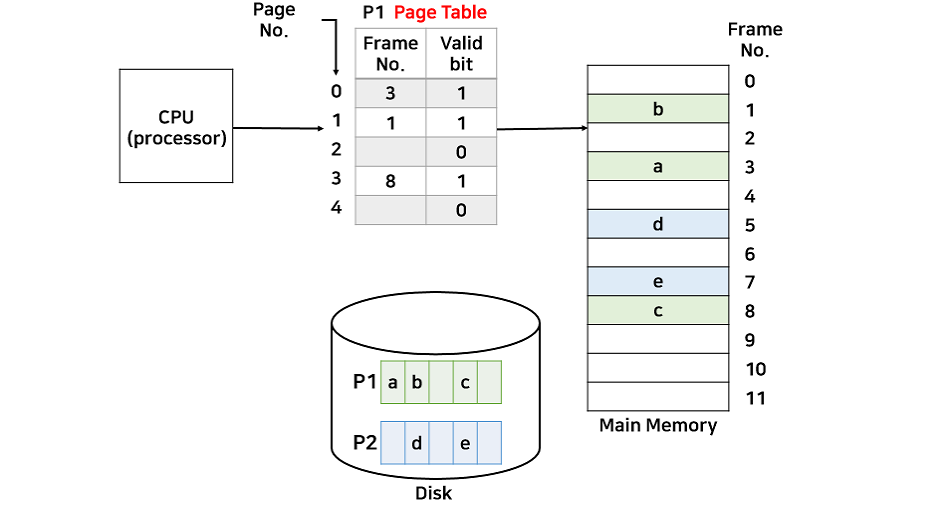 Page
No.
P1 Page Table
Frame
No.
Valid
bit
0 3 1
1 1 1
2 0
3 8 1
4 0
CPU
(processor)
Frame
No.
0
b 1
2
a 3
4
d 5
6
e 7
c 8
9
10
11
Main Memory
P1 a b c
P2 d e
Disk